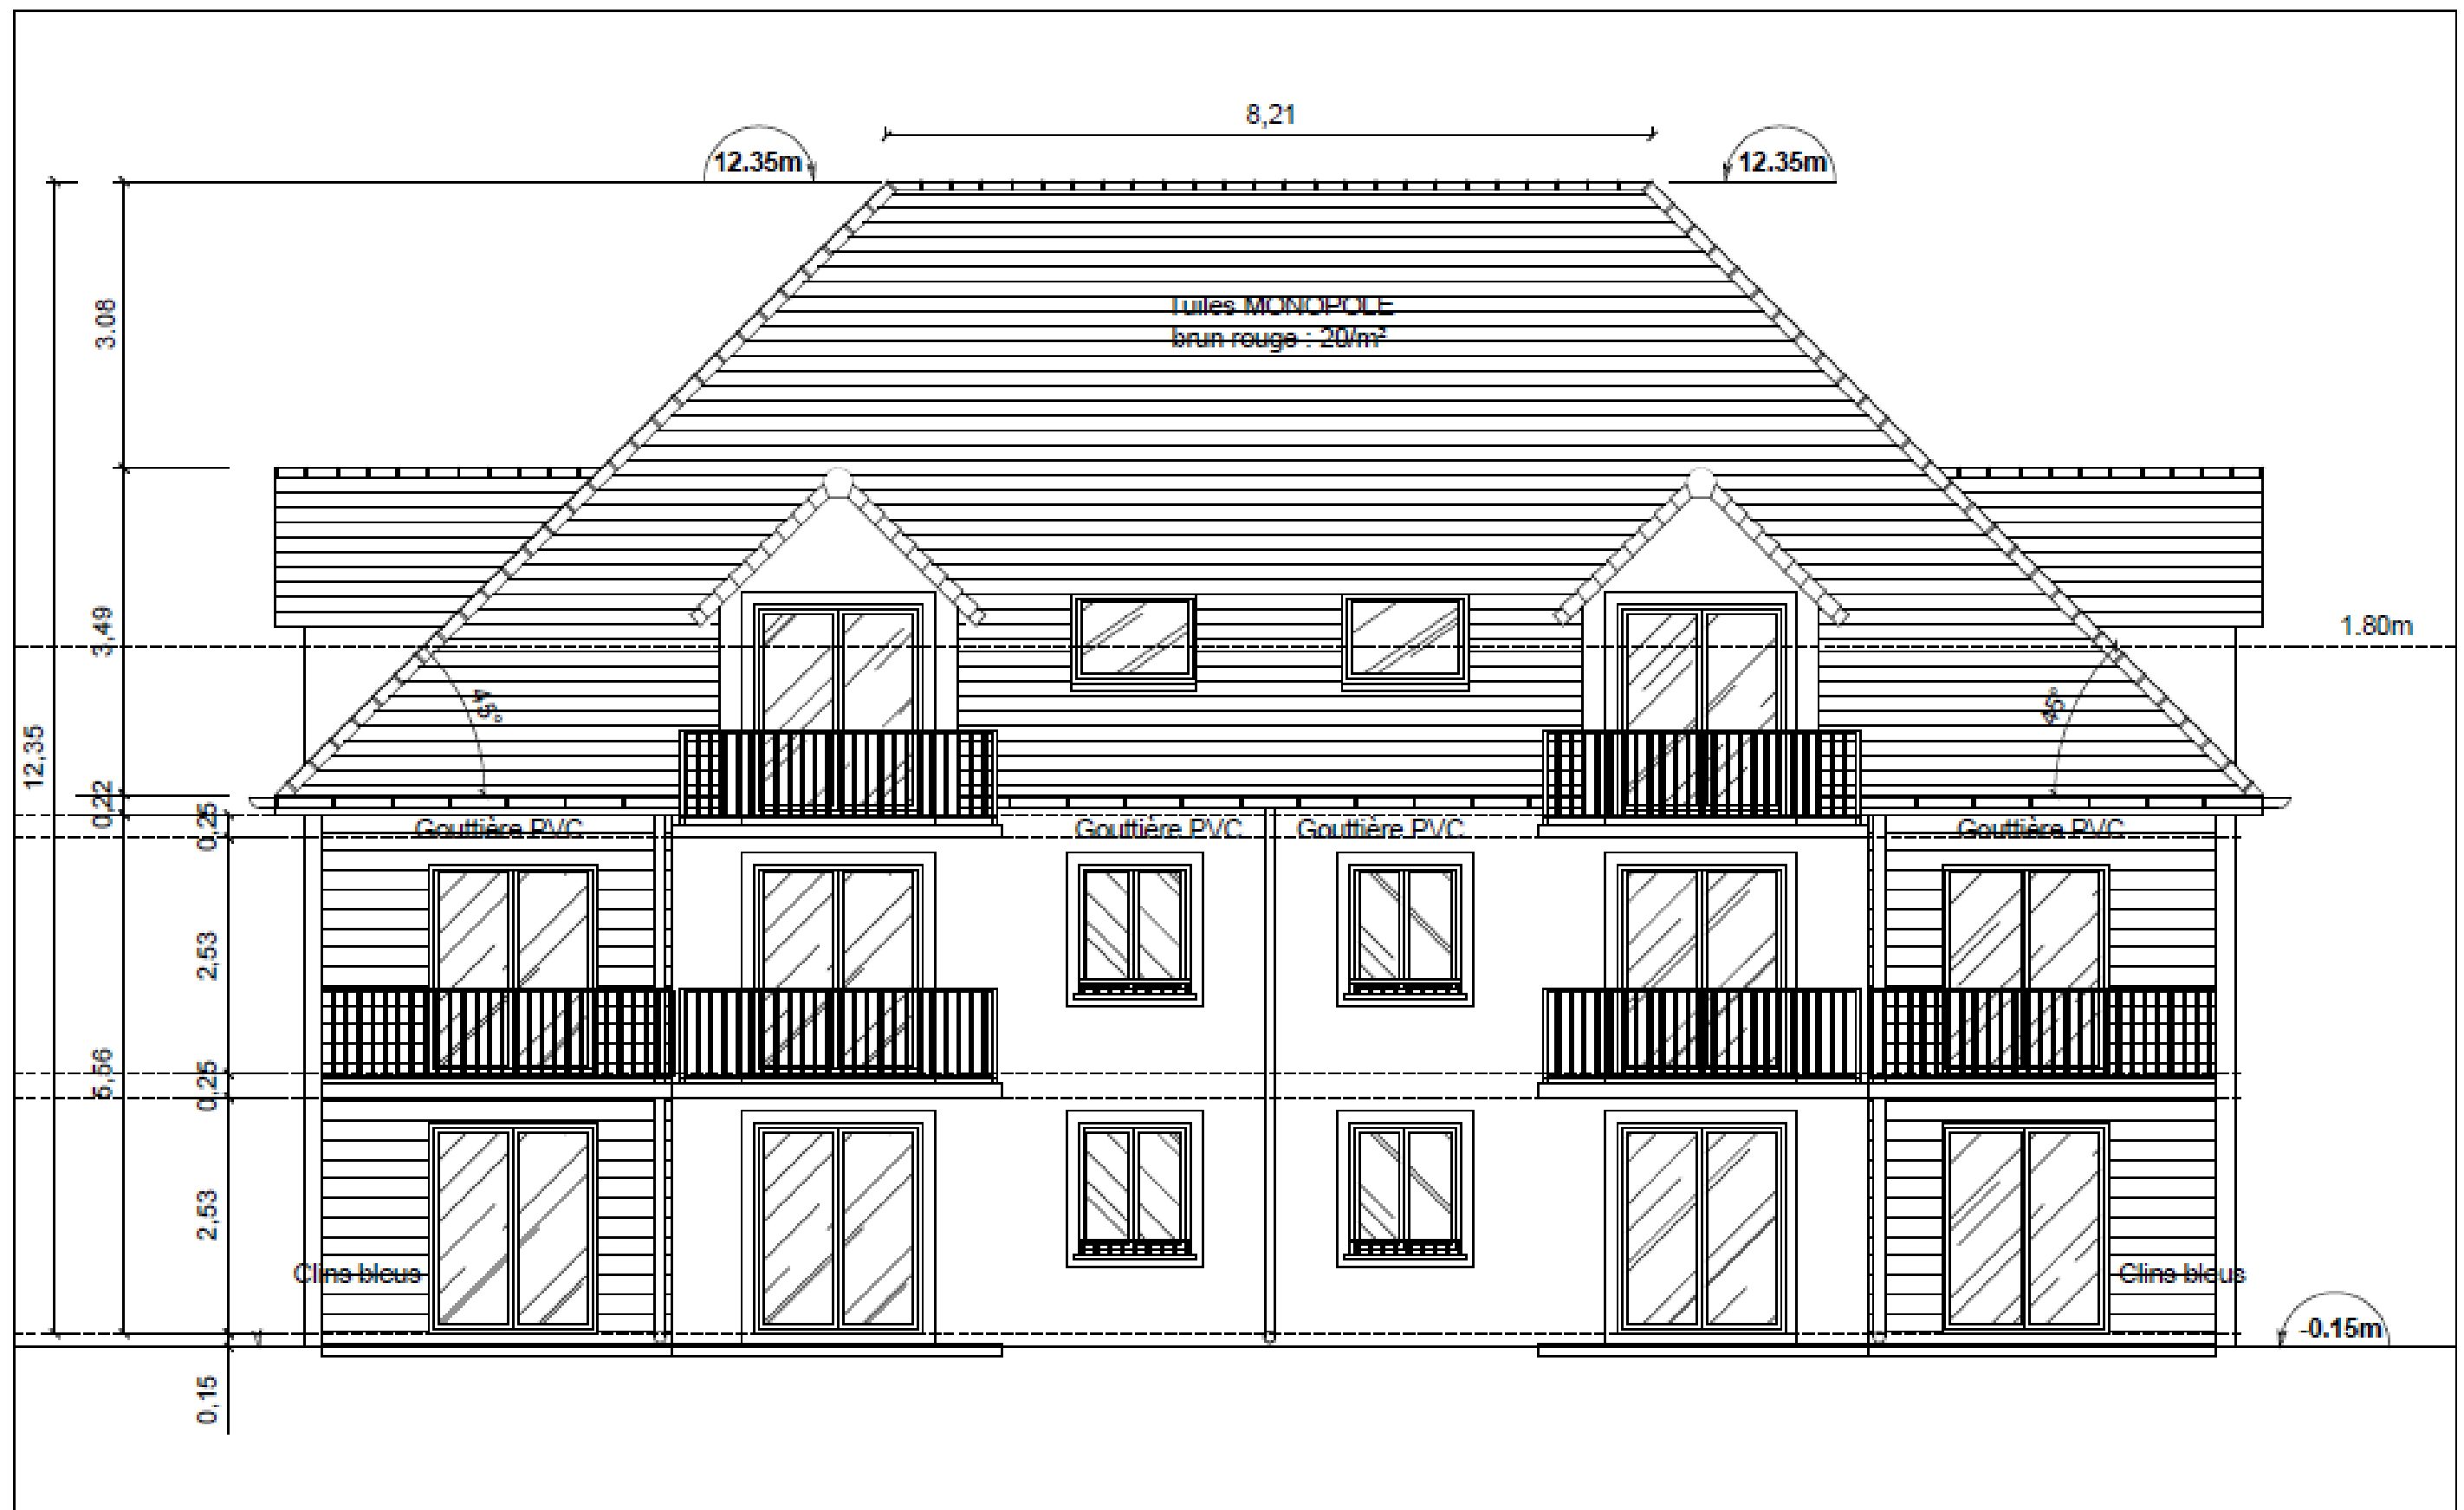 8,21
12.35m
12.35m
Tuiles MONOPOLE
brun rouge : 20/m²
3.08
3,49
1.80m
45°
45°
12,35
0,22
0,25
Gouttière PVC
Gouttière PVC
Gouttière PVC
Gouttière PVC
2,53
5,56
0,25
2,53
Clins bleus
Clins bleus
-0.15m
0,15